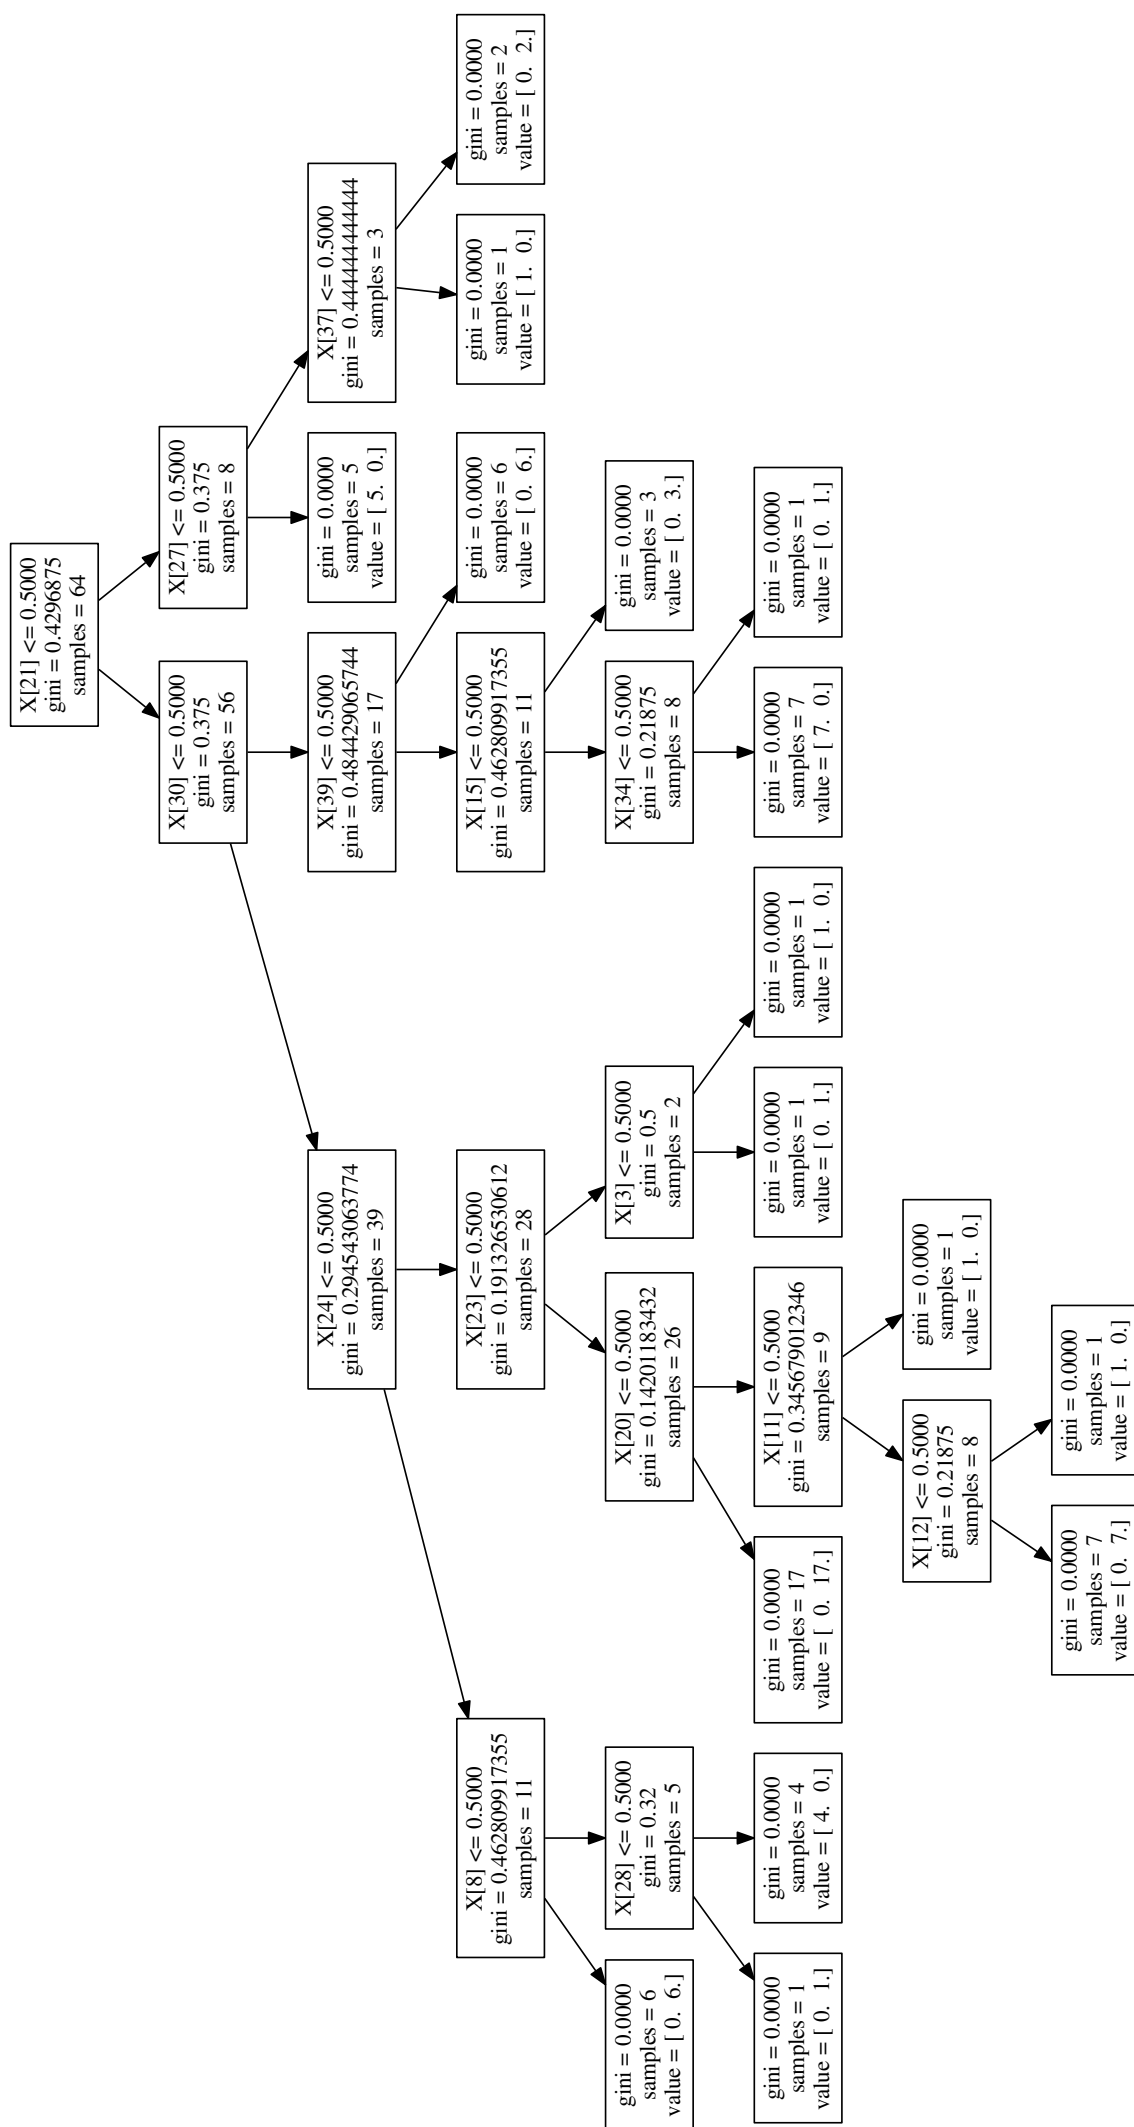 X[21] <= 0.5000
gini = 0.4296875
samples = 64
X[30] <= 0.5000
gini = 0.375
samples = 56
X[27] <= 0.5000
gini = 0.375
samples = 8
X[24] <= 0.5000
gini = 0.294543063774
samples = 39
X[39] <= 0.5000
gini = 0.484429065744
samples = 17
gini = 0.0000
samples = 5
value = [ 5. 0.]
X[37] <= 0.5000
gini = 0.444444444444
samples = 3
X[8] <= 0.5000
gini = 0.462809917355
samples = 11
X[23] <= 0.5000
gini = 0.191326530612
samples = 28
X[15] <= 0.5000
gini = 0.462809917355
samples = 11
gini = 0.0000
samples = 6
value = [ 0. 6.]
gini = 0.0000
samples = 1
value = [ 1. 0.]
gini = 0.0000
samples = 2
value = [ 0. 2.]
gini = 0.0000
samples = 6
value = [ 0. 6.]
X[28] <= 0.5000
gini = 0.32
samples = 5
X[20] <= 0.5000
gini = 0.142011834432
samples = 26
X[3] <= 0.5000
gini = 0.5
samples = 2
X[34] <= 0.5000
gini = 0.21875
samples = 8
gini = 0.0000
samples = 3
value = [ 0. 3.]
gini = 0.0000
samples = 1
value = [ 0. 1.]
gini = 0.0000
samples = 4
value = [ 4. 0.]
gini = 0.0000
samples = 17
value = [ 0. 17.]
X[11] <= 0.5000
gini = 0.345679012346
samples = 9
gini = 0.0000
samples = 1
value = [ 0. 1.]
gini = 0.0000
samples = 1
value = [ 1. 0.]
gini = 0.0000
samples = 7
value = [ 7. 0.]
gini = 0.0000
samples = 1
value = [ 0. 1.]
X[12] <= 0.5000
gini = 0.21875
samples = 8
gini = 0.0000
samples = 1
value = [ 1. 0.]
gini = 0.0000
samples = 7
value = [ 0. 7.]
gini = 0.0000
samples = 1
value = [ 1. 0.]